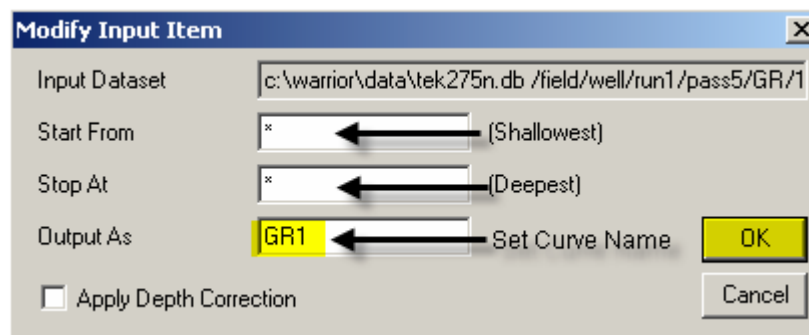 Modify Input Item
Input Dataset c:\warrior\data\tek275n.db /field/well/run1/pass5/GR/1
Start From * (Shallowest)
Stop At * (Deepest)
Output As GR1 Set Curve Name OK
Apply Depth Correction Cancel